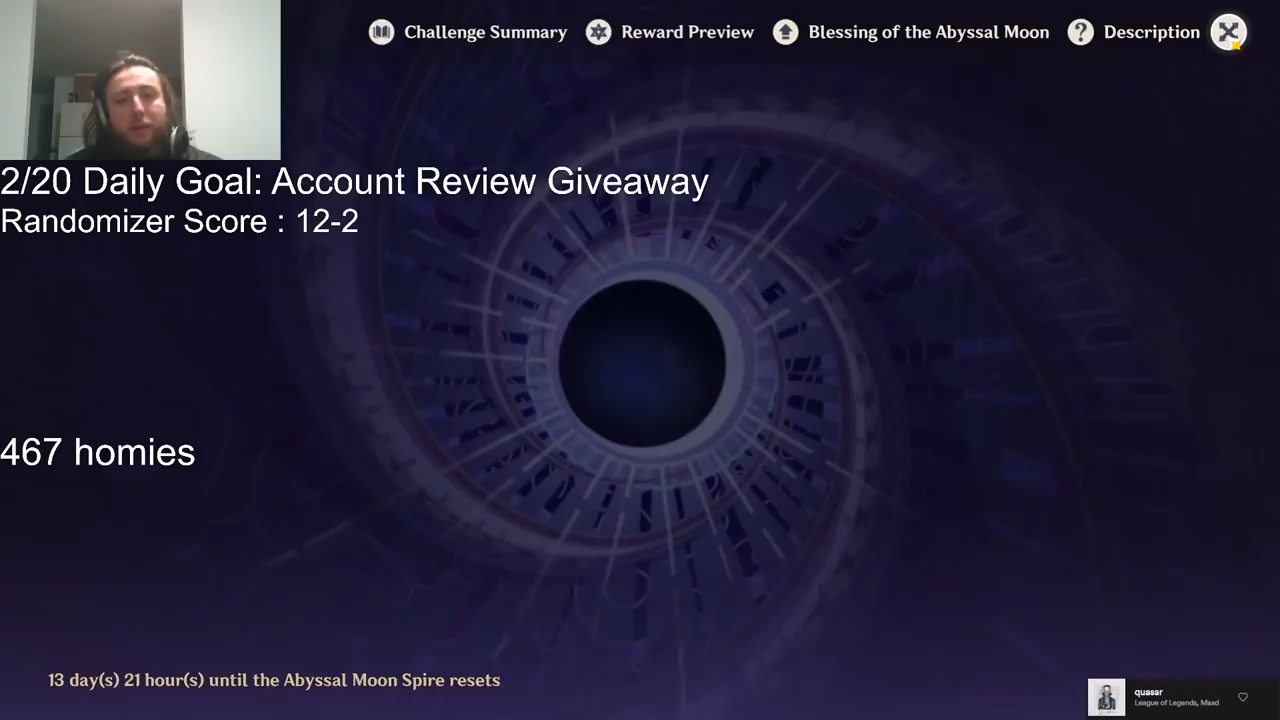 Challenge Summary
Reward Preview
Blessing of the Abyssal Moon
? Description
2/20 Daily Goal: Account Review Giveaway
Randomizer Score : 12-2
467 homies
13 day(s) 21 hour(s) until the Abyssal Moon Spire resets
quasar
League of Legends, Maxd